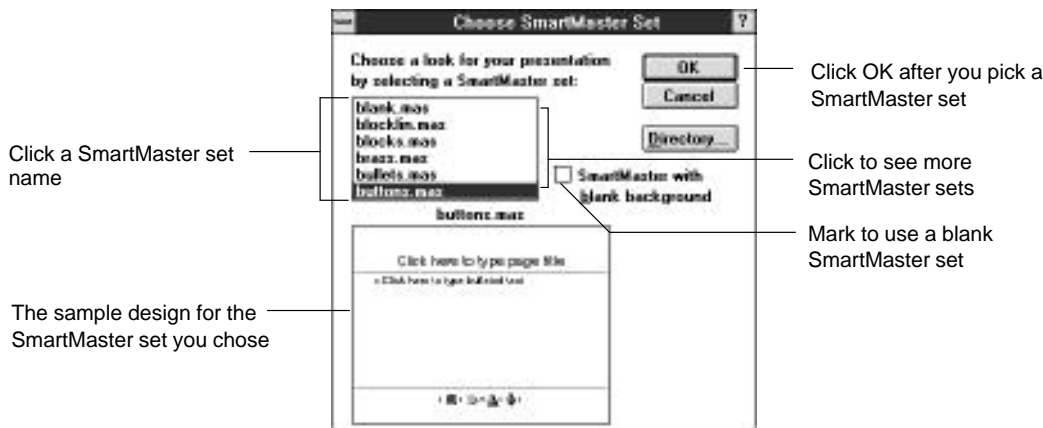 Choose SmartMaster Set
?
Choose a look for your presentation
by selecting a SmartMaster set:
OK
Cancel
Directory...
blank.mas
blocklin.mas
blocks.mas
brass.mas
bullets.mas
buttons.mas
SmartMaster with
blank background
buttons.mas
Click here to type page title
Click here to type bulleted text
Click a SmartMaster set
name
The sample design for the
SmartMaster set you chose
Click OK after you pick a
SmartMaster set
Click to see more
SmartMaster sets
Mark to use a blank
SmartMaster set